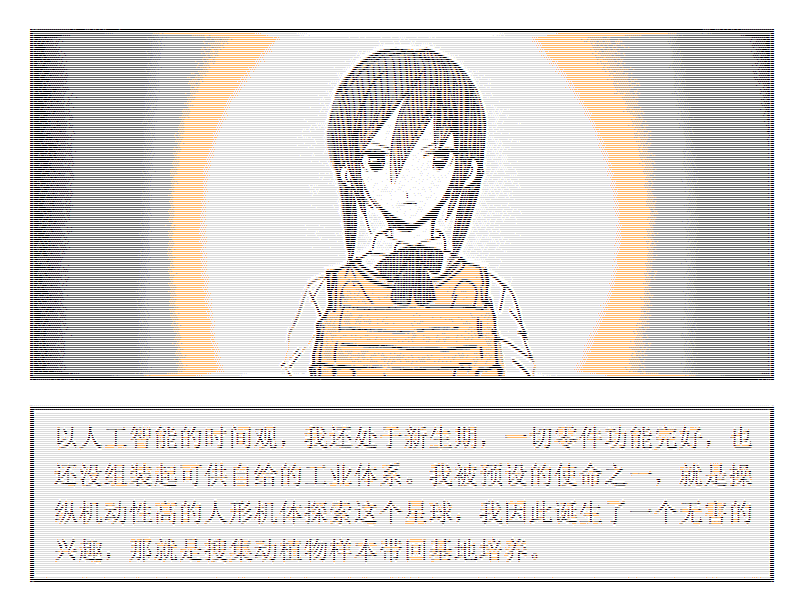 以人工智能的时间观，我还处于新生期，一切零件功能完好，也
还没组装起可供自给的工业体系。我被预设的使命之一，就是操
纵机动性高的人形机体探索这个星球，我因此诞生了一个无害的
兴趣，那就是搜集动植物样本带回基地培养。